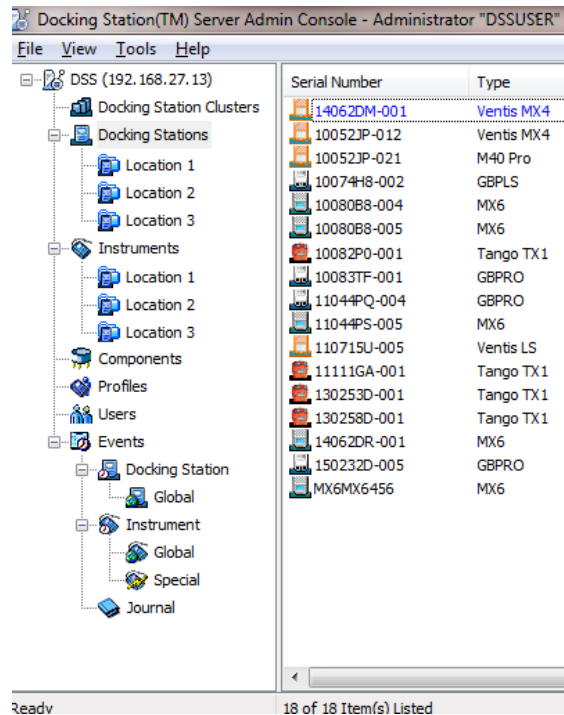 Docking Station(TM) Server Admin Console - Administrator "DSSUSER"
File View Tools Help
DSS (192.168.27.13)
Docking Station Clusters
Docking Stations
Location 1
Location 2
Location 3
Instruments
Location 1
Location 2
Location 3
Components
Profiles
Users
Events
Docking Station
Global
Instrument
Global
Special
Journal
Serial Number Type
14062DM-001 Ventis MX4
10052JP-012 Ventis MX4
10052JP-021 M40 Pro
10074H8-002 GBPLS
10080B8-004 MX6
10080B8-005 MX6
10082P0-001 Tango TX1
10083TF-001 GBPRO
11044PQ-004 GBPRO
11044PS-005 MX6
110715U-005 Ventis LS
11111GA-001 Tango TX1
130253D-001 Tango TX1
130258D-001 Tango TX1
14062DR-001 MX6
150232D-005 GBPRO
MX6MX6456 MX6
Ready 18 of 18 Item(s) Listed